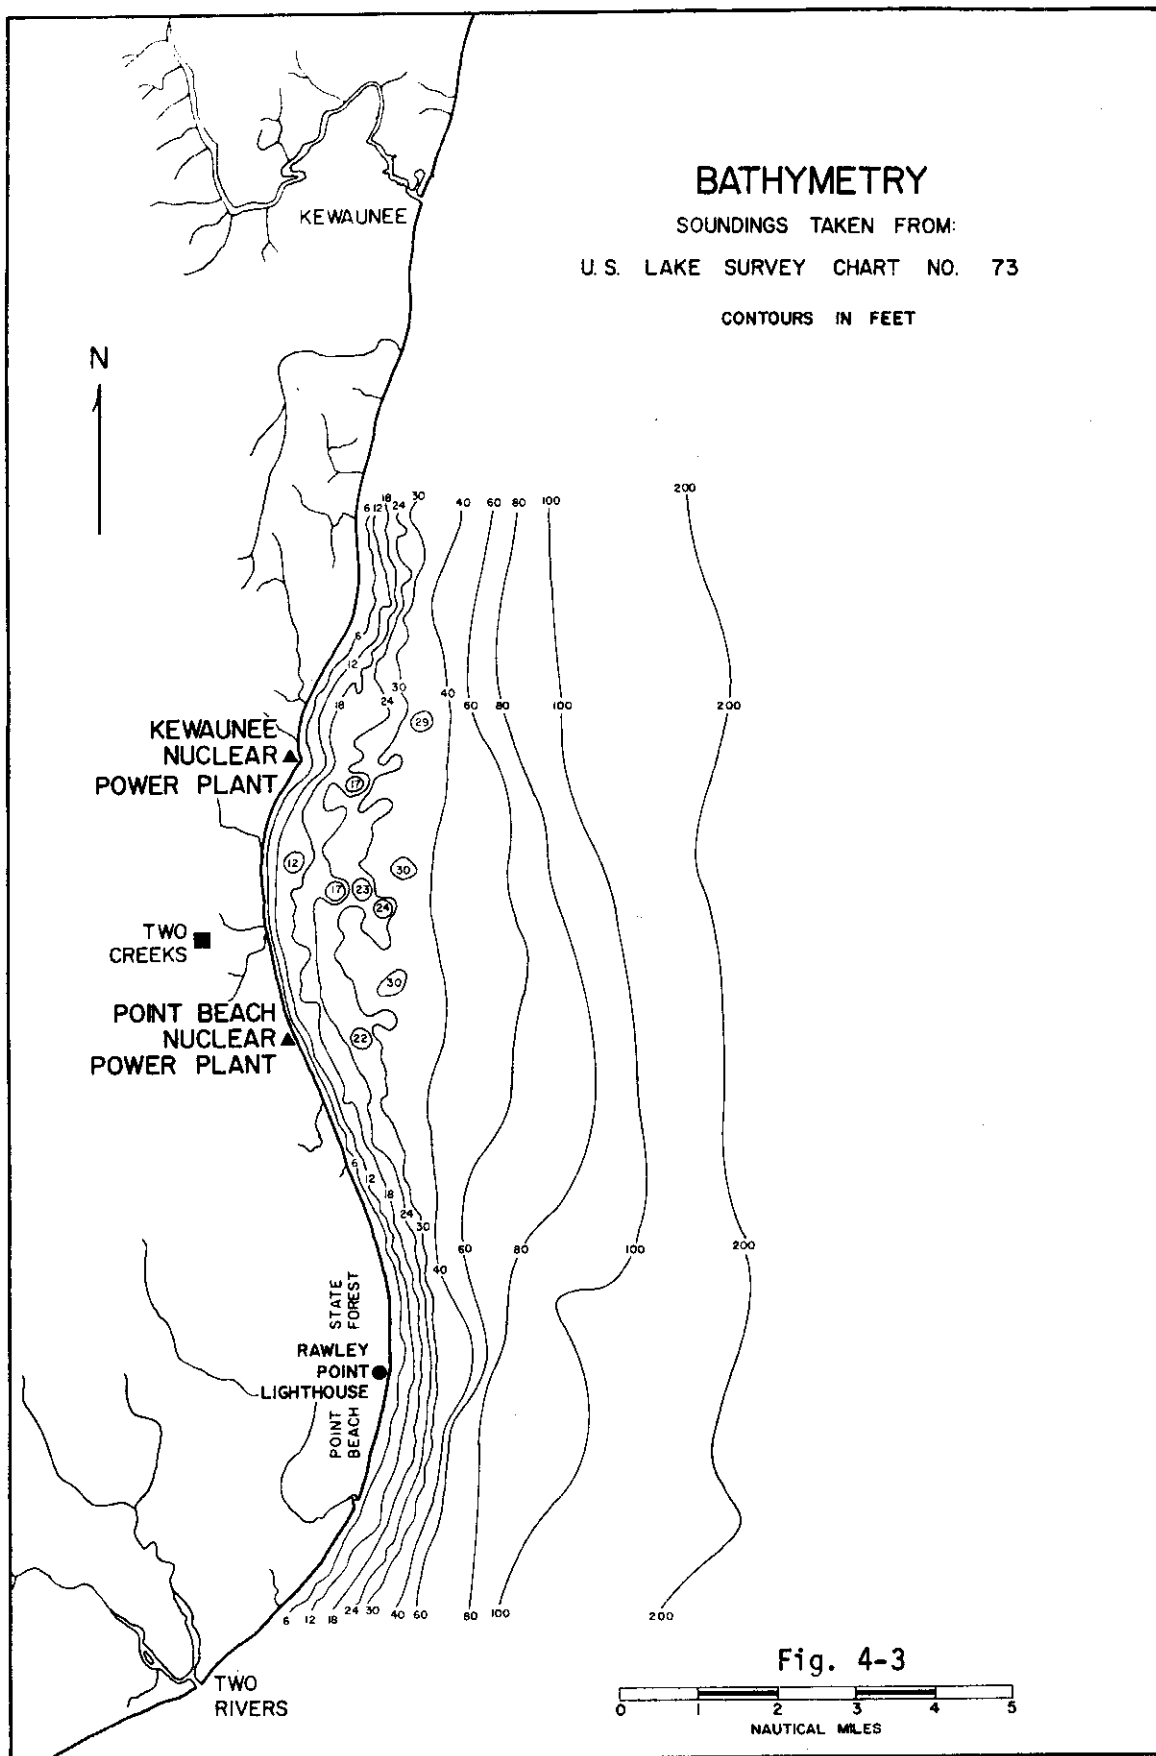 BATHYMETRY
SOUNDINGS TAKEN FROM:
U.S. LAKE SURVEY CHART NO. 73
CONTOURS IN FEET
KEWAUNEE
N
6 12 18 24 30 40 60 80 100 200
6
12
18 24 30 40 60 80 100 200
29
KEWAUNEE
NUCLEAR
POWER PLANT
17
12
30
17 23
24
TWO
CREEKS
30
POINT BEACH
NUCLEAR
POWER PLANT
22
6
12
18
24
30
40 60 80 100 200
POINT BEACH
STATE FOREST
RAWLEY
POINT
LIGHTHOUSE
6 12 18 24 30 40 60 80 100 200
TWO
RIVERS
Fig. 4-3
0 1 2 3 4 5
NAUTICAL MILES